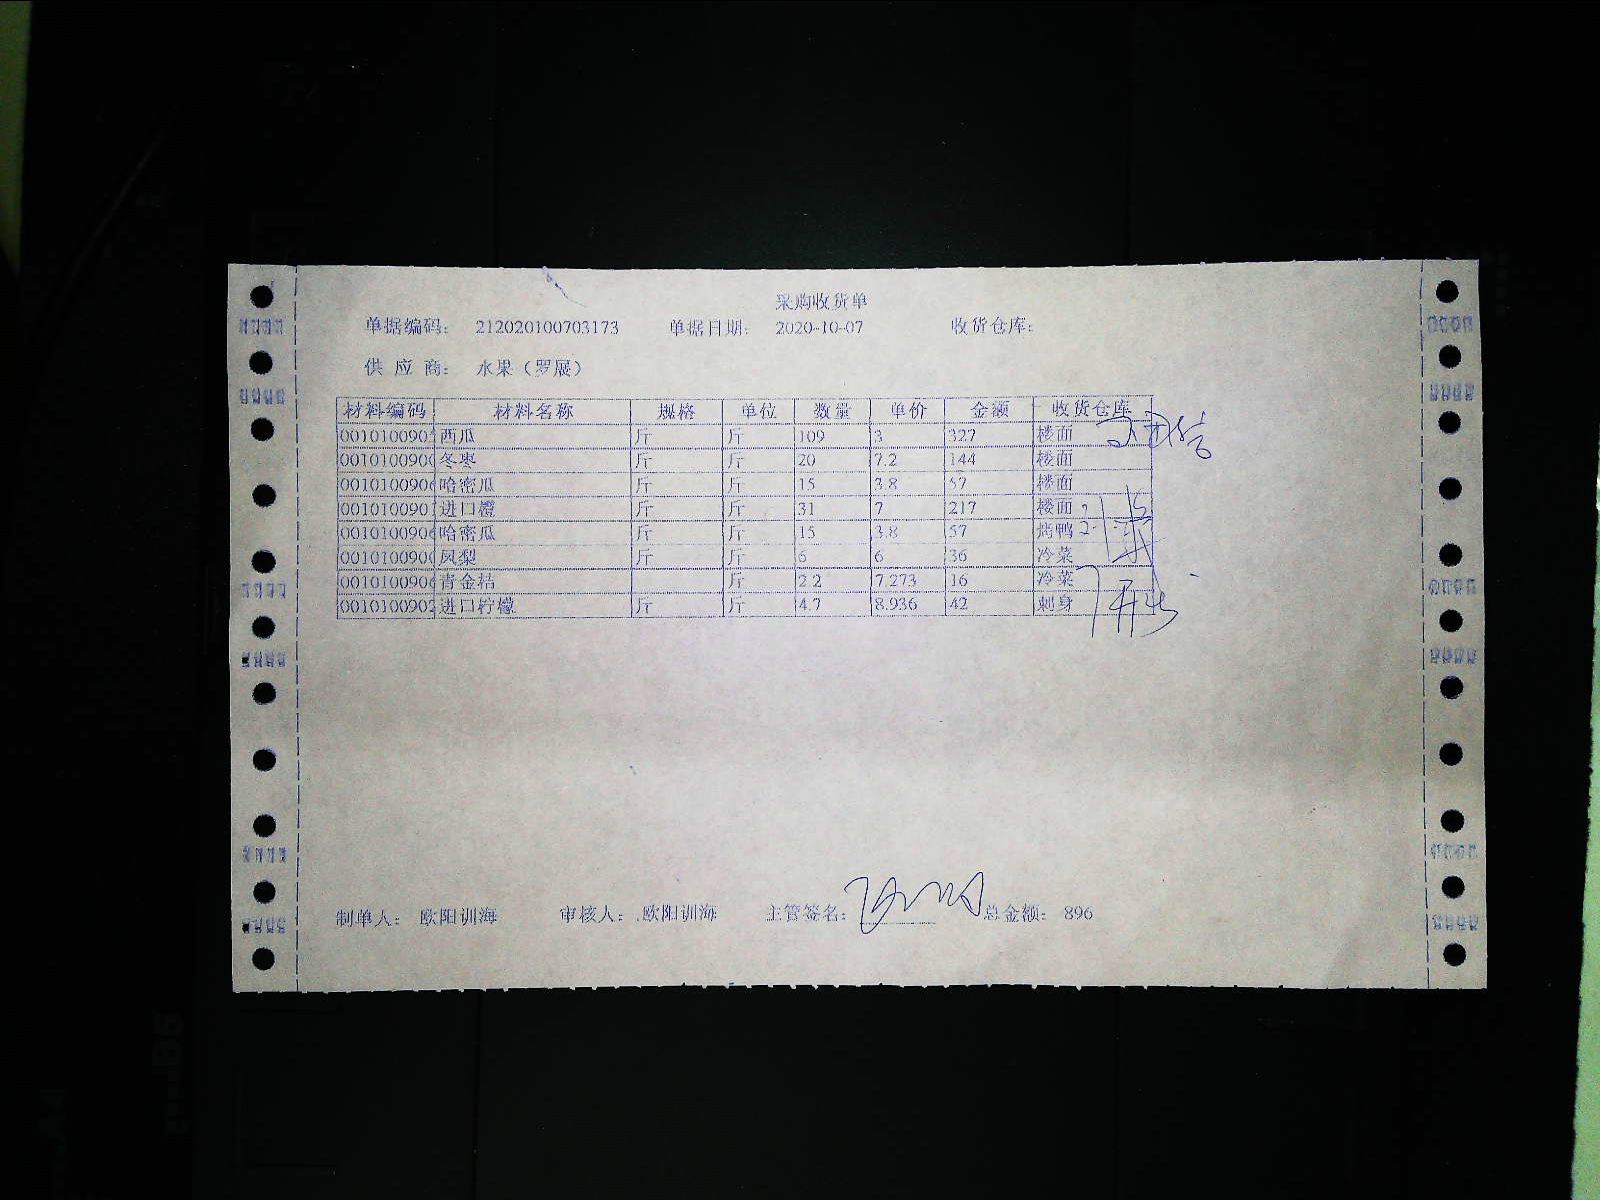 采购收货单
单据编码： 212020100703173 单据日期： 2020-10-07 收货仓库：
供 应 商： 水果（罗展）
材料编码 材料名称 规格 单位 数量 单价 金额 收货仓库
0010100905 西瓜 斤 斤 109 3 327 楼面
0010100900 冬枣 斤 斤 20 7.2 144 楼面
0010100906 哈密瓜 斤 斤 15 3.8 57 楼面
0010100901 进口橙 斤 斤 31 7 217 楼面
0010100906 哈密瓜 斤 斤 15 3.8 57 烤鸭
0010100900 凤梨 斤 斤 6 6 36 冷菜
0010100906 青金桔 斤 2.2 7.273 16 冷菜
0010100902 进口柠檬 斤 斤 4.7 8.936 42 刺身
制单人： 欧阳训海 审核人： 欧阳训海 主管签名： 总金额： 896